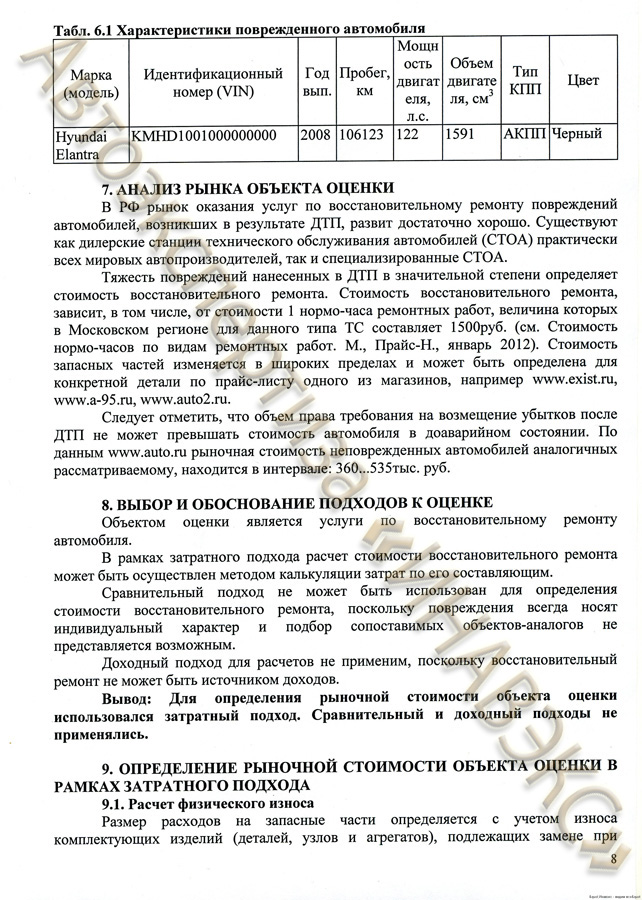 Табл. 6.1 Характеристики поврежденного автомобиля
Марка (модель) Идентификационный номер (VIN) Год вып. Пробег, км Мощность двигателя, л.с. Объем двигателя, см³ Тип КПП Цвет
Hyundai Elantra KMHD1001000000000 2008 106123 122 1591 АКПП Черный
7. АНАЛИЗ РЫНКА ОБЪЕКТА ОЦЕНКИ
В РФ рынок оказания услуг по восстановительному ремонту повреждений
автомобилей, возникших в результате ДТП, развит достаточно хорошо. Существуют
как дилерские станции технического обслуживания автомобилей (СТОА) практически
всех мировых автопроизводителей, так и специализированные СТОА.
Тяжесть повреждений нанесенных в ДТП в значительной степени определяет
стоимость восстановительного ремонта. Стоимость восстановительного ремонта,
зависит, в том числе, от стоимости 1 нормо-часа ремонтных работ, величина которых
в Московском регионе для данного типа ТС составляет 1500руб. (см. Стоимость
нормо-часов по видам ремонтных работ. М., Прайс-Н., январь 2012). Стоимость
запасных частей изменяется в широких пределах и может быть определена для
конкретной детали по прайс-листу одного из магазинов, например www.exist.ru,
www.a-95.ru, www.auto2.ru.
Следует отметить, что объем права требования на возмещение убытков после
ДТП не может превышать стоимость автомобиля в доаварийном состоянии. По
данным www.auto.ru рыночная стоимость неповрежденных автомобилей аналогичных
рассматриваемому, находится в интервале: 360...535тыс. руб.
8. ВЫБОР И ОБОСНОВАНИЕ ПОДХОДОВ К ОЦЕНКЕ
Объектом оценки является услуги по восстановительному ремонту
автомобиля.
В рамках затратного подхода расчет стоимости восстановительного ремонта
может быть осуществлен методом калькуляции затрат по его составляющим.
Сравнительный подход не может быть использован для определения
стоимости восстановительного ремонта, поскольку повреждения всегда носят
индивидуальный характер и подбор сопоставимых объектов-аналогов не
представляется возможным.
Доходный подход для расчетов не применим, поскольку восстановительный
ремонт не может быть источником доходов.
Вывод: Для определения рыночной стоимости объекта оценки
использовался затратный подход. Сравнительный и доходный подходы не
применялись.
9. ОПРЕДЕЛЕНИЕ РЫНОЧНОЙ СТОИМОСТИ ОБЪЕКТА ОЦЕНКИ В
РАМКАХ ЗАТРАТНОГО ПОДХОДА
9.1. Расчет физического износа
Размер расходов на запасные части определяется с учетом износа
комплектующих изделий (деталей, узлов и агрегатов), подлежащих замене при
8
Автоэкспертиза «ИНАВЭКС»